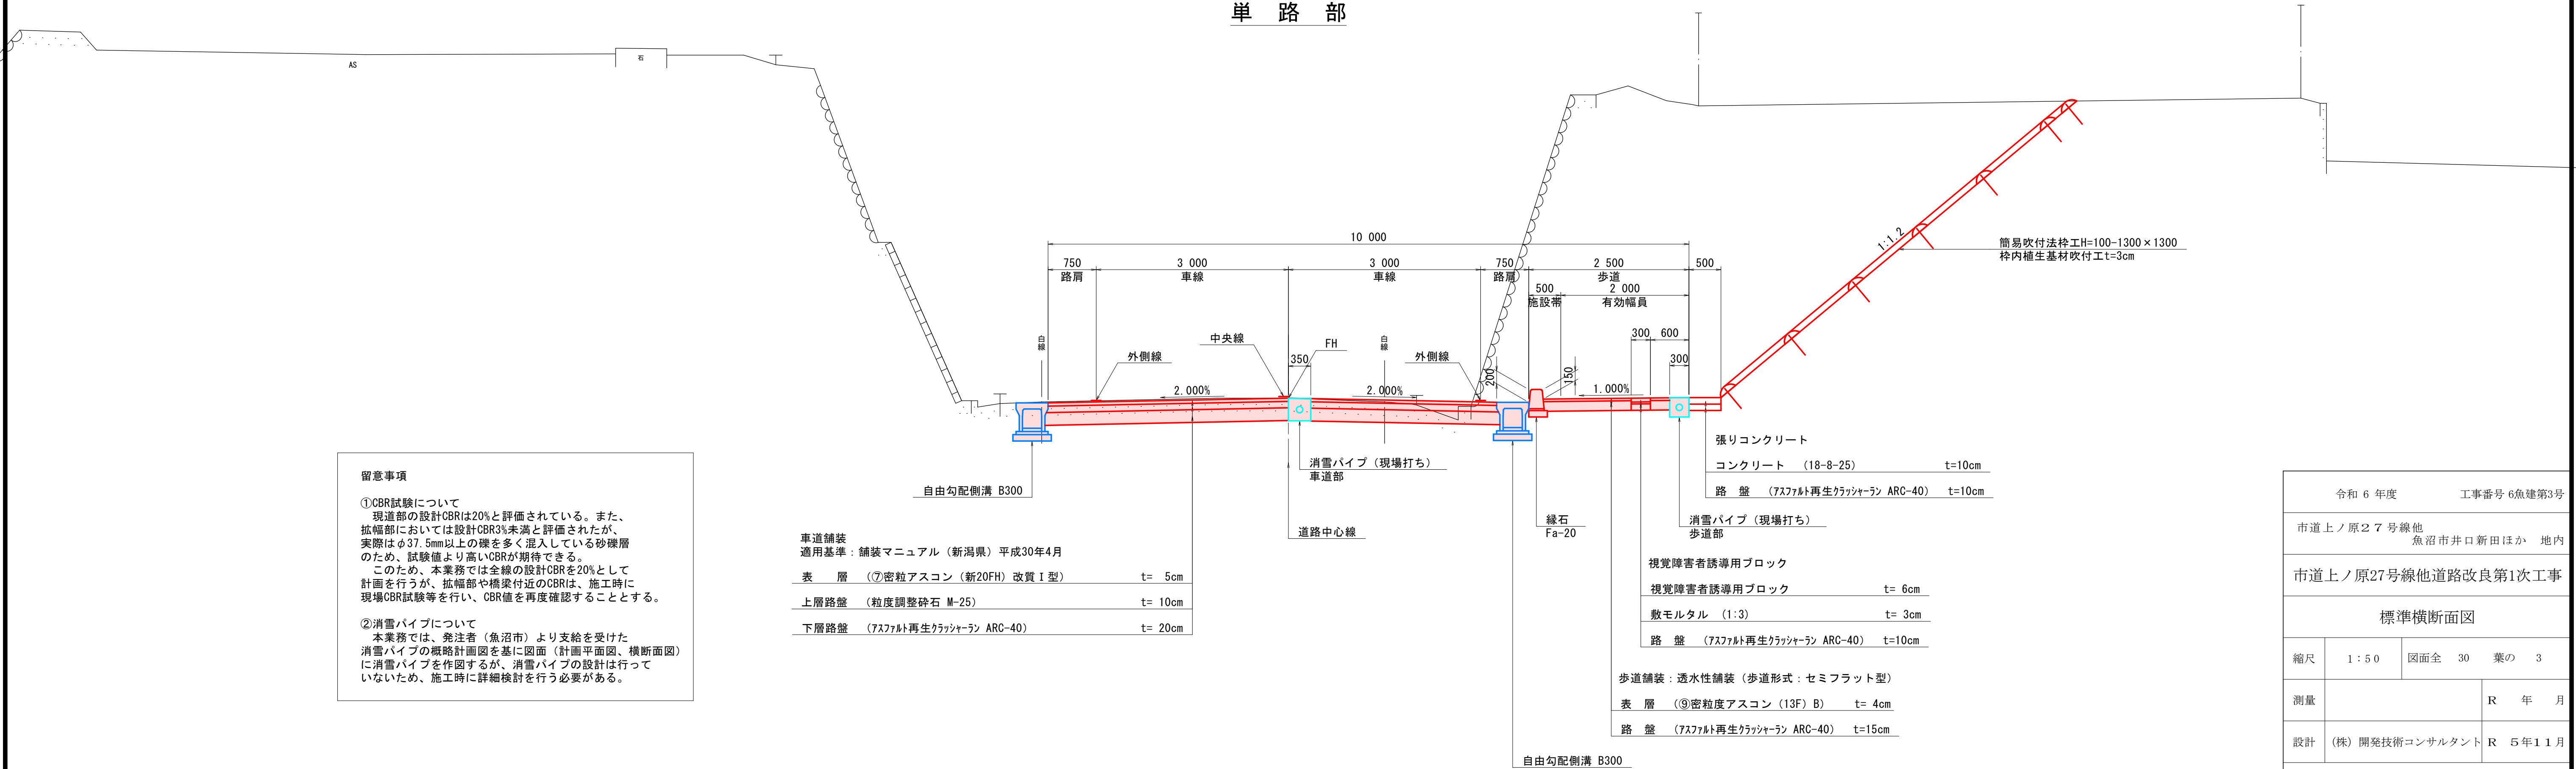 単　路　部
AS
石
10 000
750
3 000
3 000
750
2 500
500
路肩
車線
車線
路肩
歩道
500
2 000
施設帯
有効幅員
1:1.2
簡易吹付法枠工H=100-1300×1300
枠内植生基材吹付工t=3cm
白線
外側線
中央線
FH
350
白線
外側線
200
150
300
600
300
2.000%
2.000%
1.000%
自由勾配側溝 B300
消雪パイプ（現場打ち）
車道部
道路中心線
縁石
Fa-20
消雪パイプ（現場打ち）
歩道部
張りコンクリート
コンクリート　（18-8-25）　t=10cm
路　盤　（ｱｽﾌｧﾙﾄ再生ｸﾗｯｼｬｰﾗﾝ ARC-40）　t=10cm
視覚障害者誘導用ブロック
視覚障害者誘導用ブロック　t= 6cm
敷モルタル　（1:3）　t= 3cm
路　盤　（ｱｽﾌｧﾙﾄ再生ｸﾗｯｼｬｰﾗﾝ ARC-40）　t=10cm
歩道舗装：透水性舗装（歩道形式：セミフラット型）
表　層　（⑨密粒度アスコン（13F）B）　t= 4cm
路　盤　（ｱｽﾌｧﾙﾄ再生ｸﾗｯｼｬｰﾗﾝ ARC-40）　t=15cm
自由勾配側溝 B300
車道舗装
適用基準：舗装マニュアル（新潟県）平成30年4月
表　　層　（⑦密粒アスコン（新20FH）改質Ⅰ型）　t=　5cm
上層路盤　（粒度調整砕石 M-25）　t= 10cm
下層路盤　（ｱｽﾌｧﾙﾄ再生ｸﾗｯｼｬｰﾗﾝ ARC-40）　t= 20cm
留意事項
①CBR試験について
現道部の設計CBRは20%と評価されている。また、
拡幅部においては設計CBR3%未満と評価されたが、
実際はφ37.5mm以上の礫を多く混入している砂礫層
のため、試験値より高いCBRが期待できる。
このため、本業務では全線の設計CBRを20%として
計画を行うが、拡幅部や橋梁付近のCBRは、施工時に
現場CBR試験等を行い、CBR値を再度確認することとする。
②消雪パイプについて
本業務では、発注者（魚沼市）より支給を受けた
消雪パイプの概略計画図を基に図面（計画平面図、横断面図）
に消雪パイプを作図するが、消雪パイプの設計は行って
いないため、施工時に詳細検討を行う必要がある。
令和 6 年度　工事番号 6魚建第3号
市道上ノ原２７号線他
魚沼市井口新田ほか　地内
市道上ノ原27号線他道路改良第1次工事
標準横断面図
縮尺　1：50　図面全　30　葉の　3
測量　R　年　月
設計　（株）開発技術コンサルタント　R　5年11月